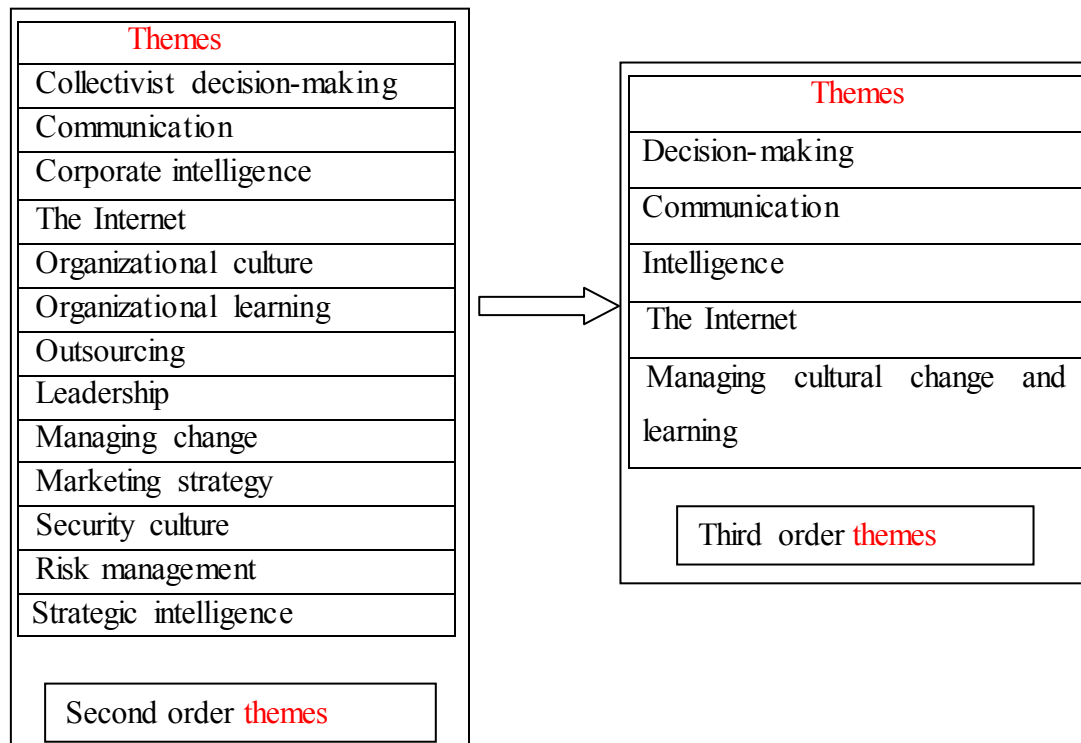 Themes
Collectivist decision-making
Communication
Corporate intelligence
The Internet
Organizational culture
Organizational learning
Outsourcing
Leadership
Managing change
Marketing strategy
Security culture
Risk management
Strategic intelligence
Second order themes
Themes
Decision-making
Communication
Intelligence
The Internet
Managing cultural change and
learning
Third order themes